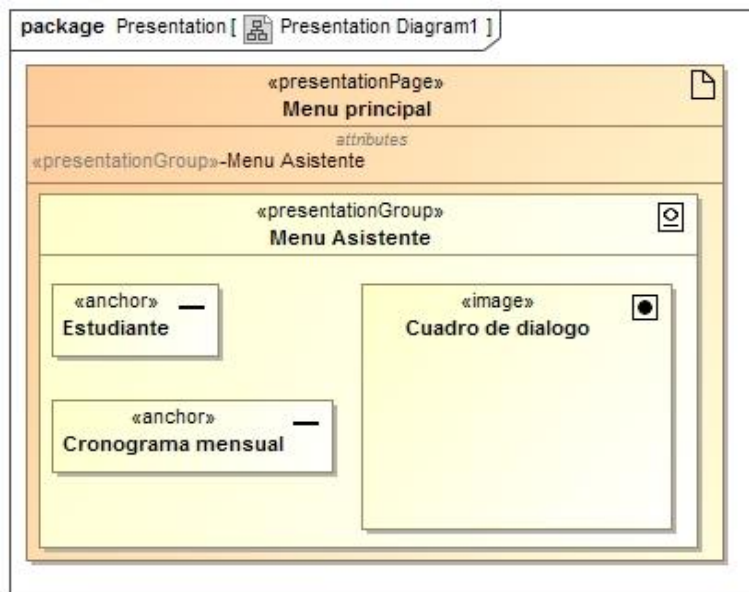 package Presentation [ Presentation Diagram1 ]
«presentationPage»
Menu principal
attributes
«presentationGroup»-Menu Asistente
«presentationGroup»
Menu Asistente
«anchor»
Estudiante
«image»
Cuadro de dialogo
«anchor»
Cronograma mensual